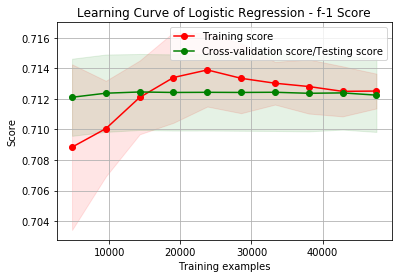 Learning Curve of Logistic Regression - f-1 Score
Training score
Cross-validation score/Testing score
0.716
0.714
0.712
0.710
0.708
0.706
0.704
Score
10000 20000 30000 40000
Training examples